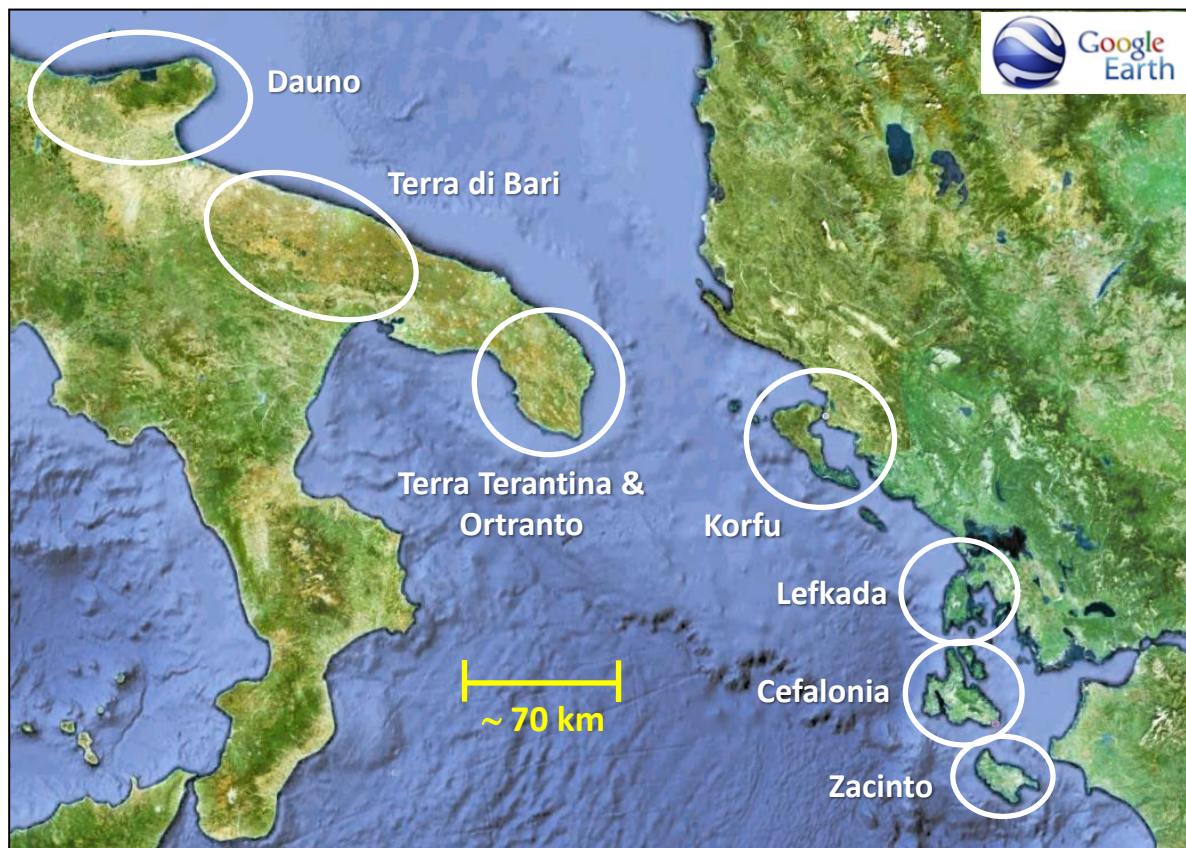 Google
Earth
Dauno
Terra di Bari
Terra Terantina &
Ortranto
Korfu
Lefkada
Cefalonia
~ 70 km
Zacinto